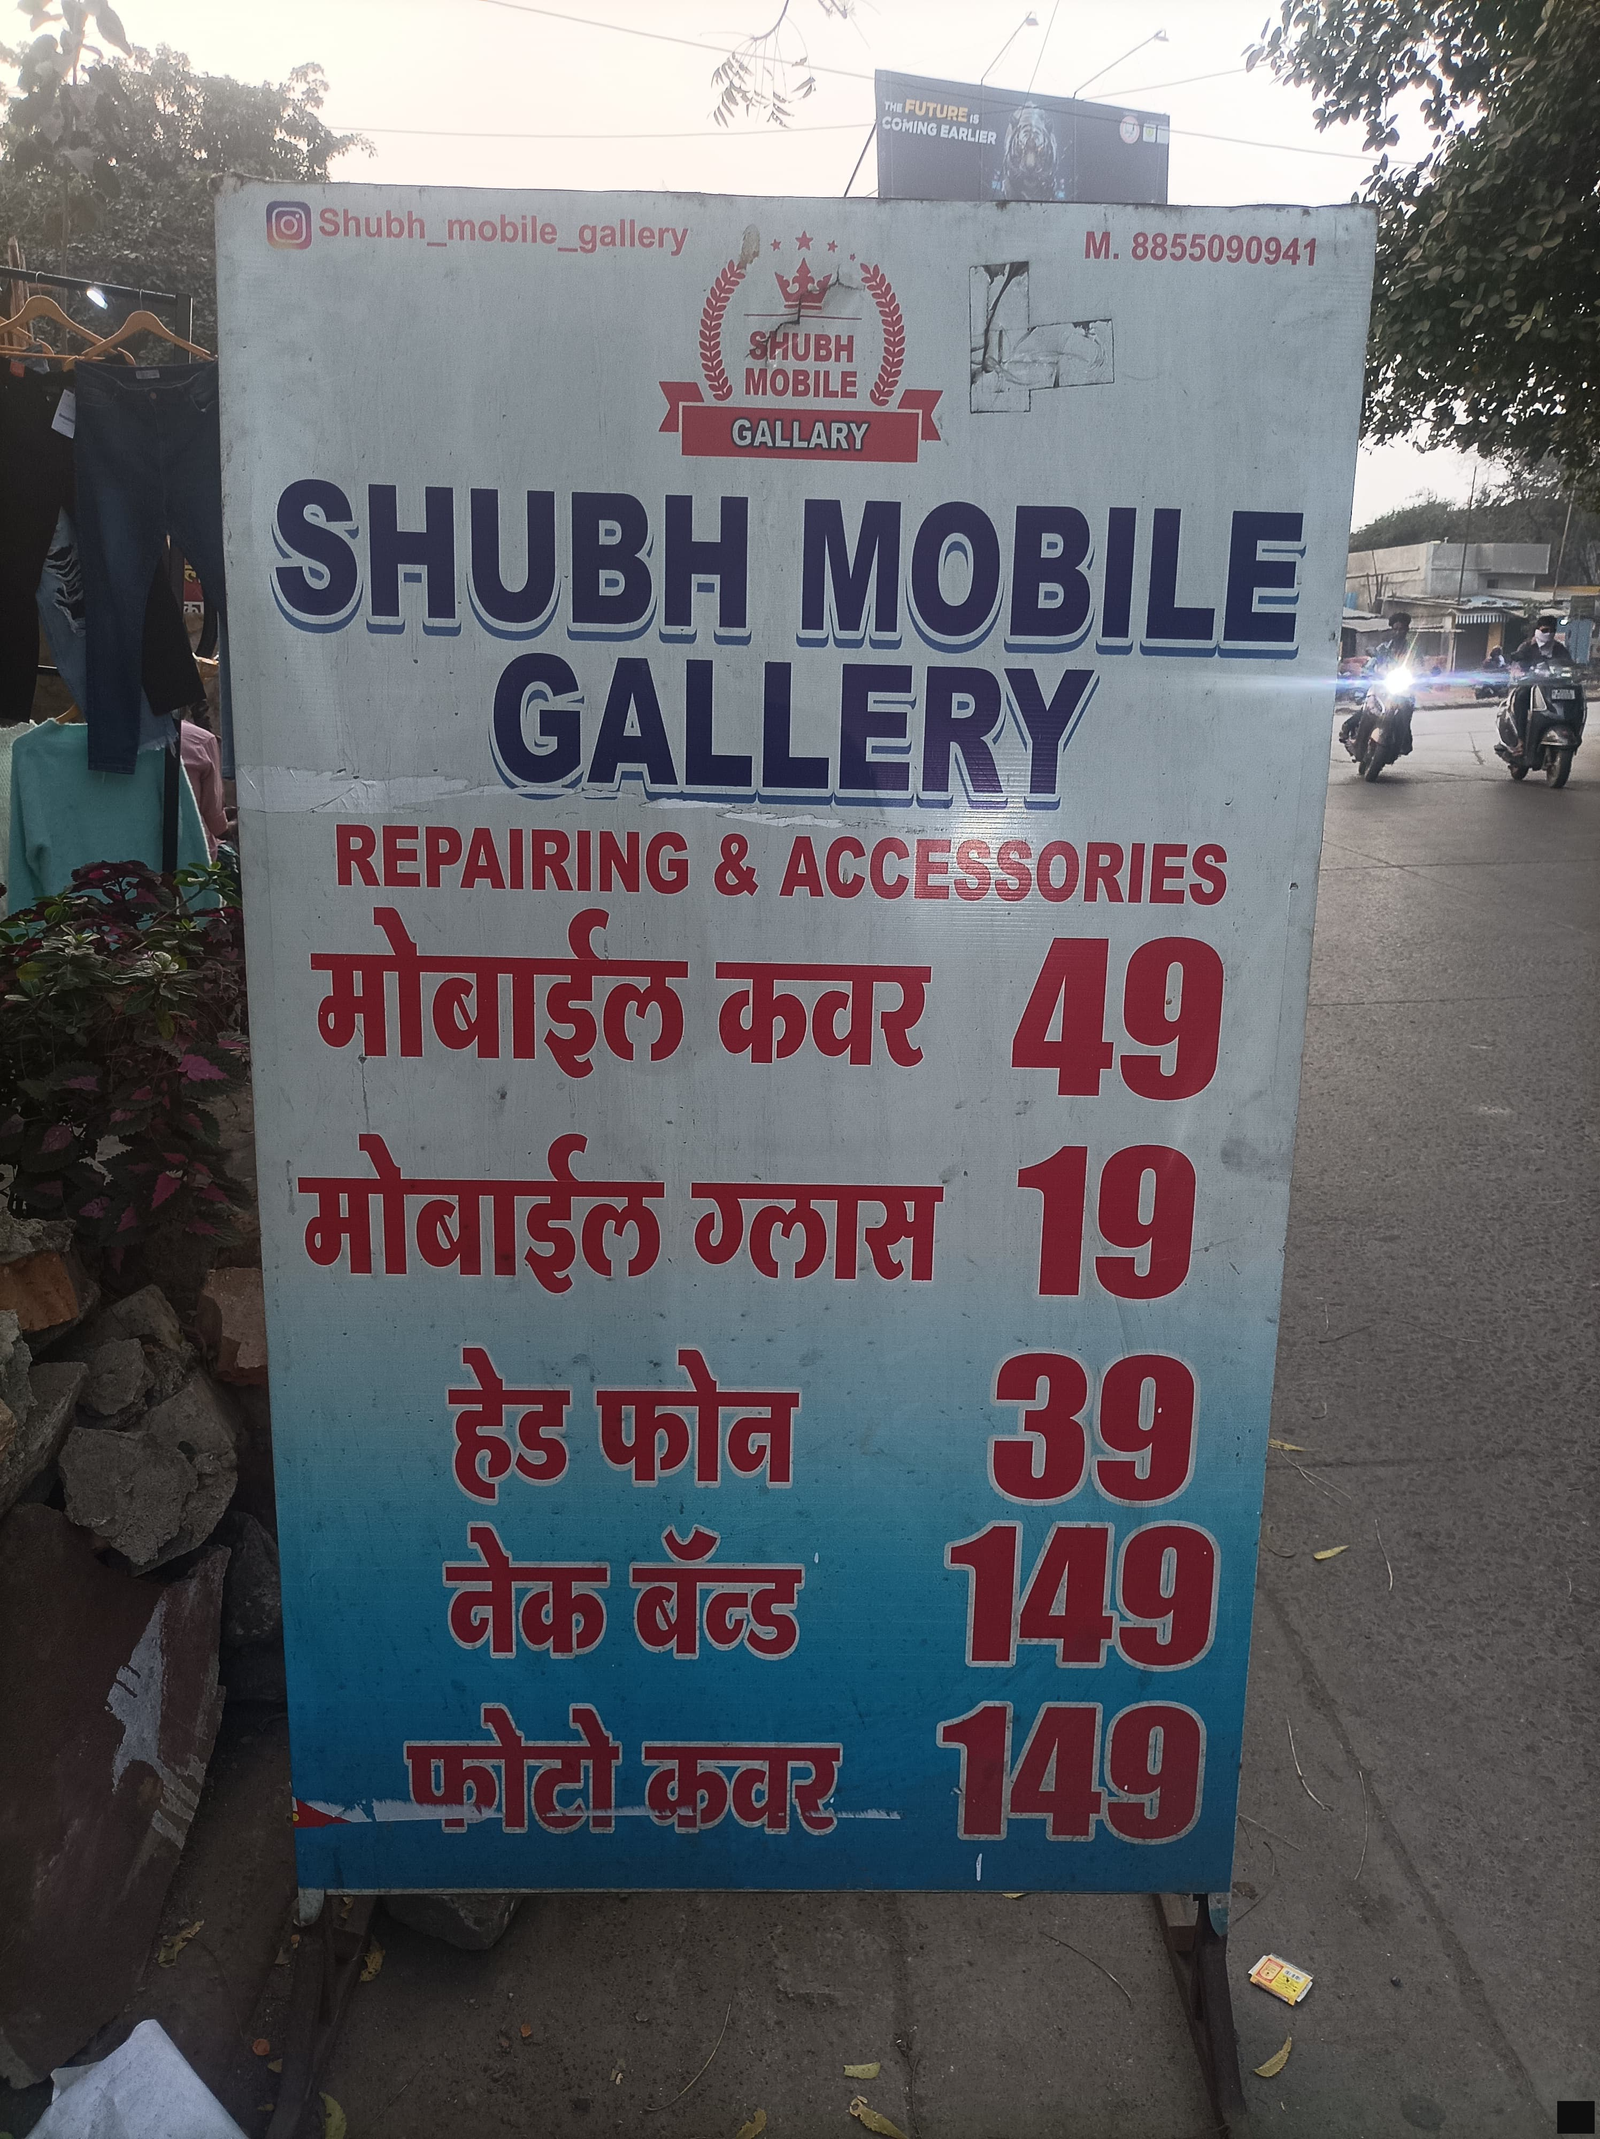 THE FUTURE IS
COMING EARLIER
Shubh_mobile_gallery
M. 8855090941
SHUBH
MOBILE
GALLARY
SHUBH MOBILE
GALLERY
REPAIRING & ACCESSORIES
मोबाईल कवर 49
मोबाईल ग्लास 19
हेड फोन 39
नेक बॅन्ड 149
फोटो कवर 149